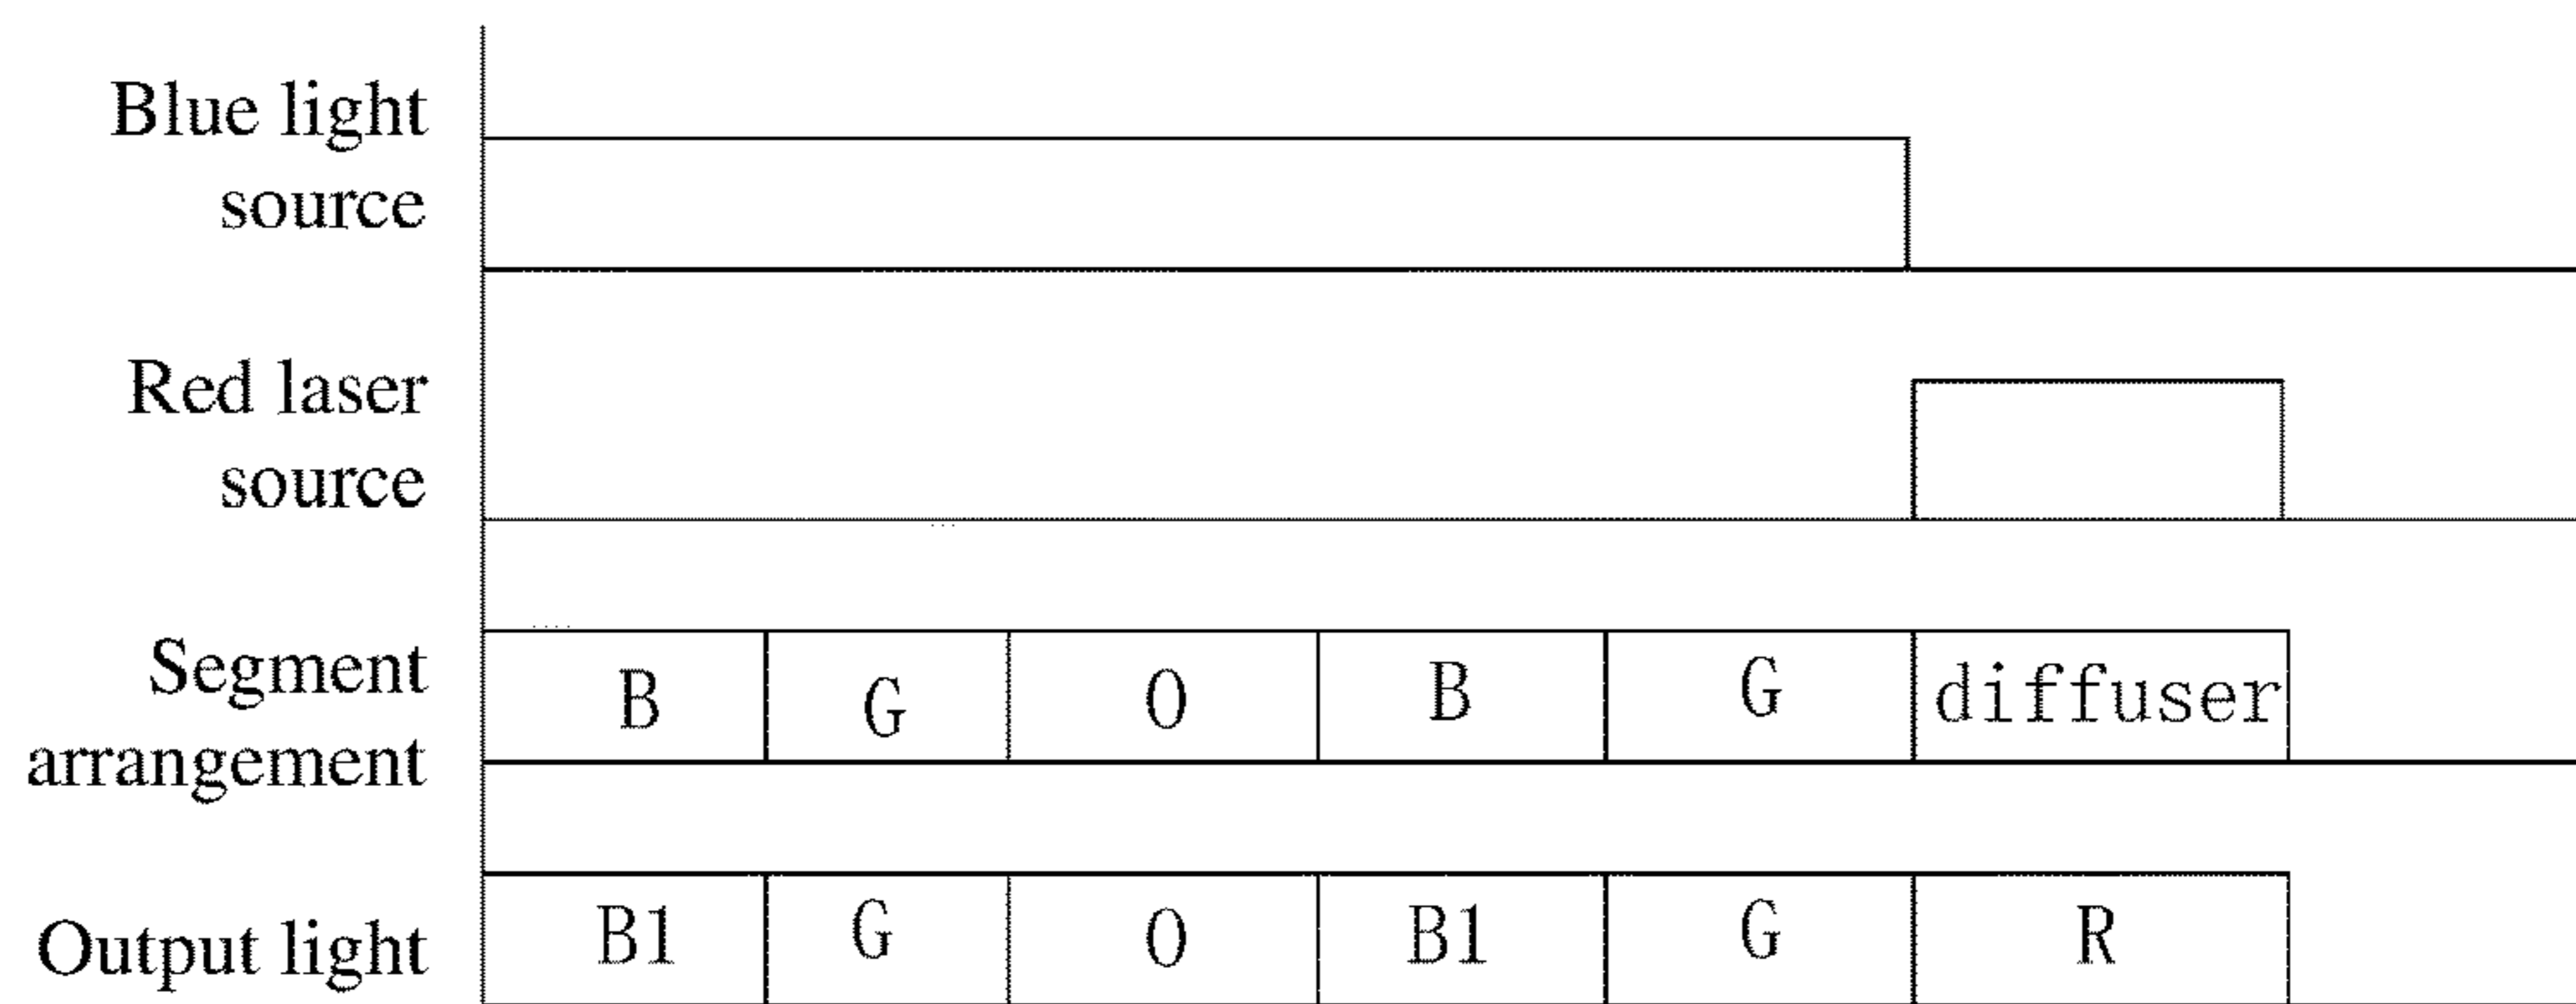 Blue light
source
Red laser
source
Segment
arrangement
B G O B G diffuser
Output light
B1 G O B1 G R